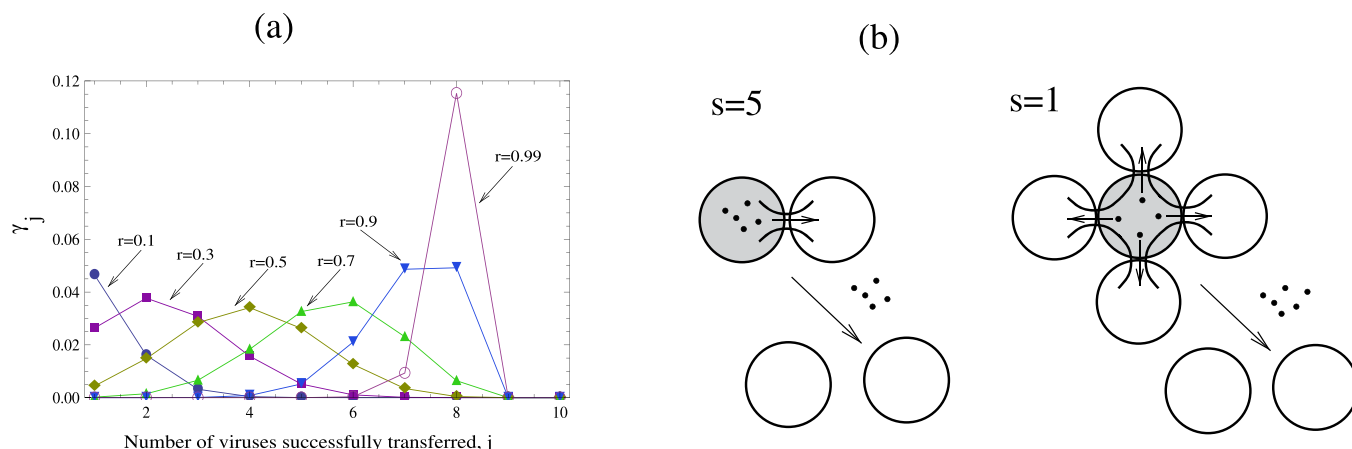 (a)
(b)
0.12
0.10
0.08
0.06
0.04
0.02
0.00
γj
r=0.1
r=0.3
r=0.5
r=0.7
r=0.9
r=0.99
2
4
6
8
10
Number of viruses successfully transferred, j
s=5
s=1